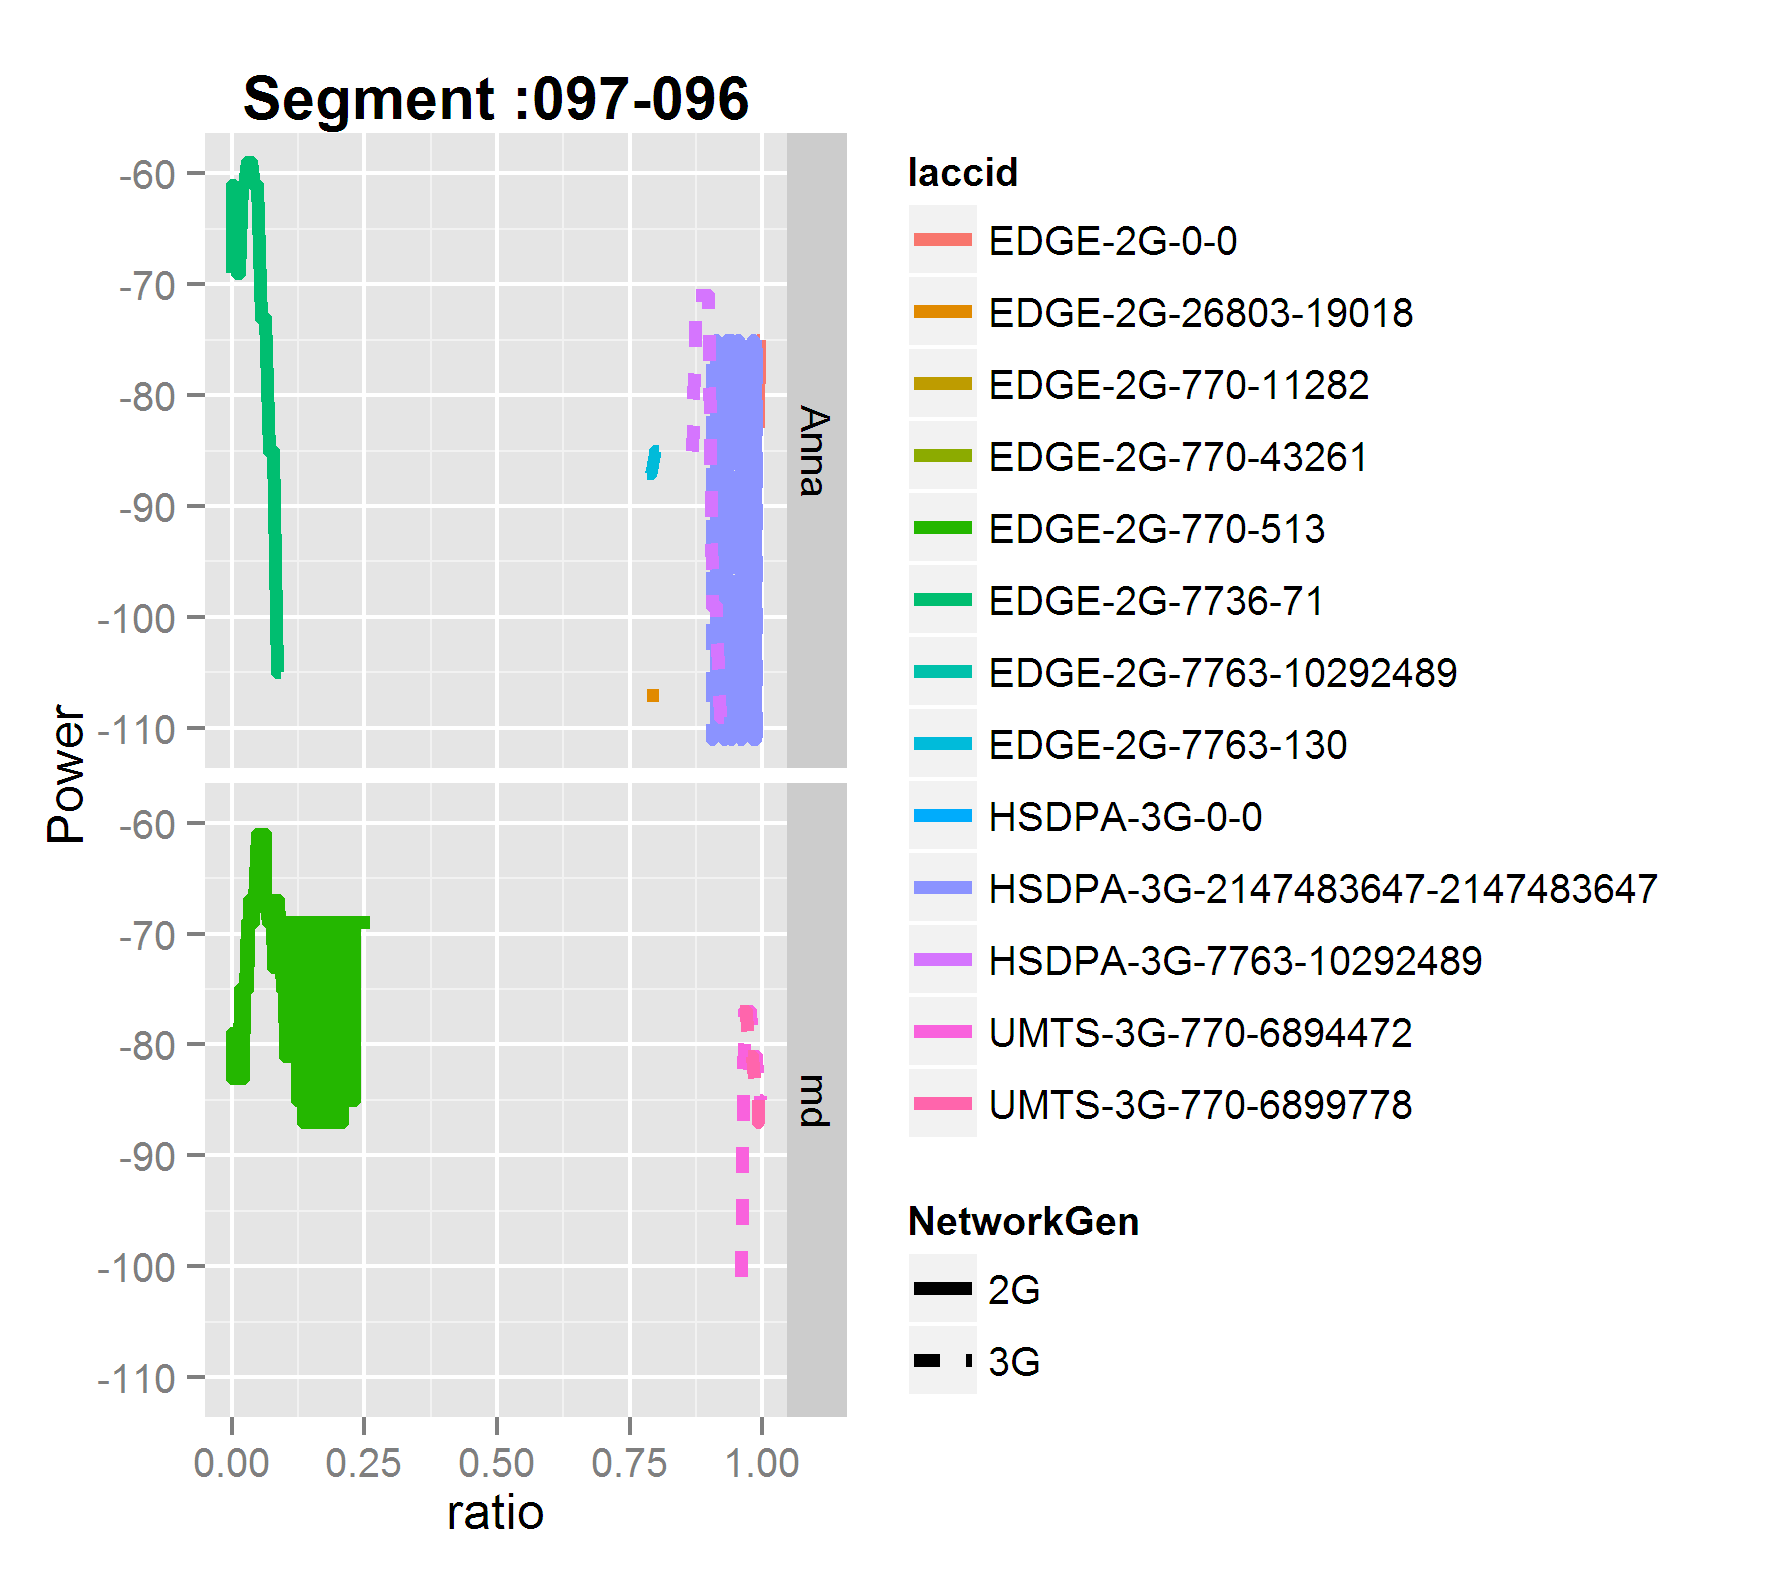 Segment :097-096
Power
-60
-70
-80
-90
-100
-110
Anna
-60
-70
-80
-90
-100
-110
md
0.00 0.25 0.50 0.75 1.00
ratio
laccid
EDGE-2G-0-0
EDGE-2G-26803-19018
EDGE-2G-770-11282
EDGE-2G-770-43261
EDGE-2G-770-513
EDGE-2G-7736-71
EDGE-2G-7763-10292489
EDGE-2G-7763-130
HSDPA-3G-0-0
HSDPA-3G-2147483647-2147483647
HSDPA-3G-7763-10292489
UMTS-3G-770-6894472
UMTS-3G-770-6899778
NetworkGen
2G
3G